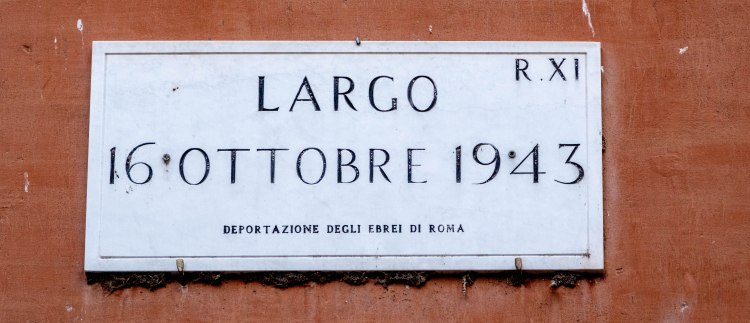 R.XI
LARGO
16 OTTOBRE 1943
DEPORTAZIONE DEGLI EBREI DI ROMA